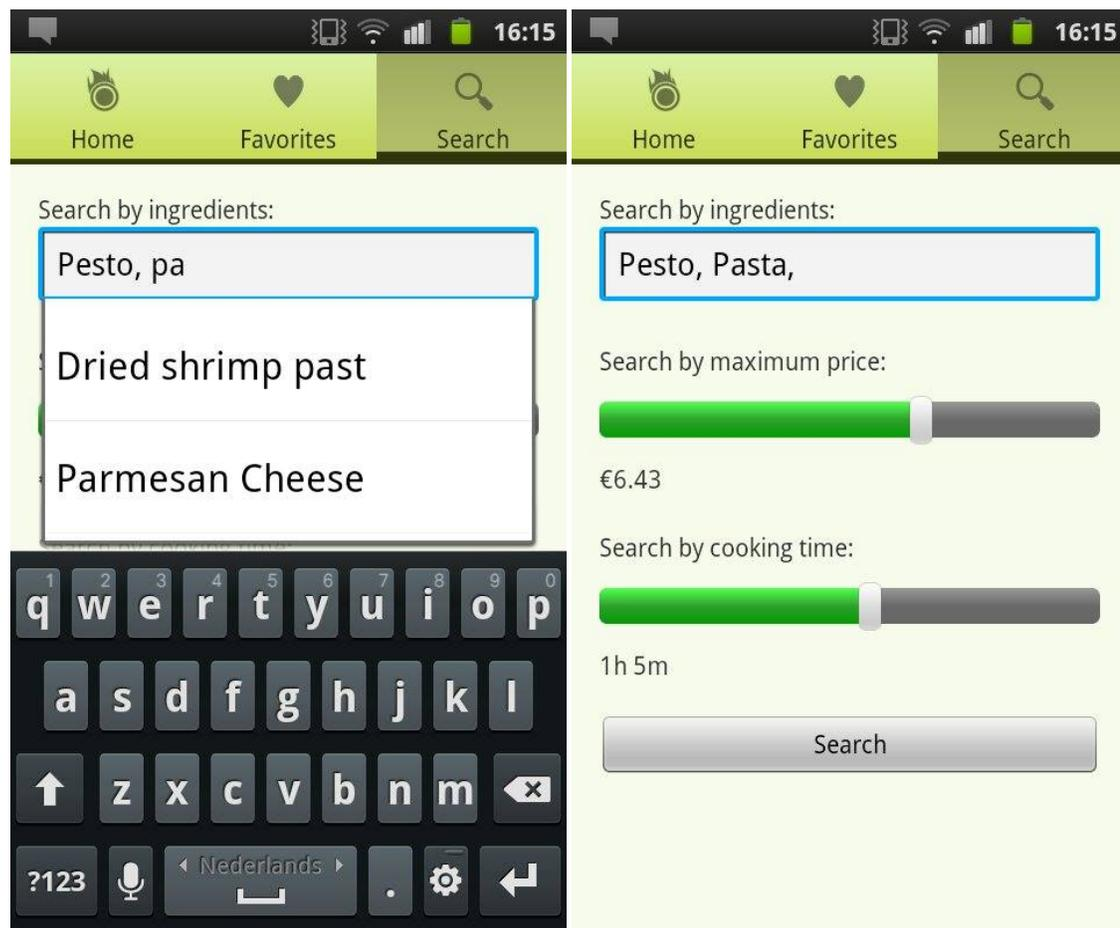 16:15
Home Favorites Search
Search by ingredients:
Pesto, pa
Dried shrimp past
Parmesan Cheese
1 2 3 4 5 6 7 8 9 0
q w e r t y u i o p
a s d f g h j k l
z x c v b n m
Nederlands
?123 .
16:15
Home Favorites Search
Search by ingredients:
Pesto, Pasta,
Search by maximum price:
€6.43
Search by cooking time:
1h 5m
Search